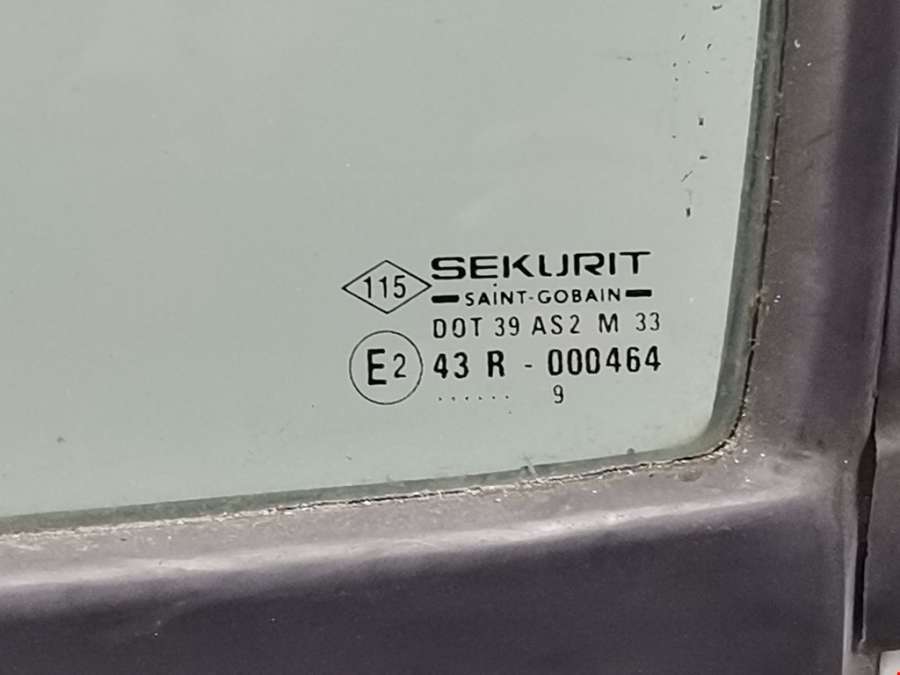 115
SEKURIT
SAINT-GOBAIN
DOT 39 AS2 M 33
E2 43 R - 000464
...... 9